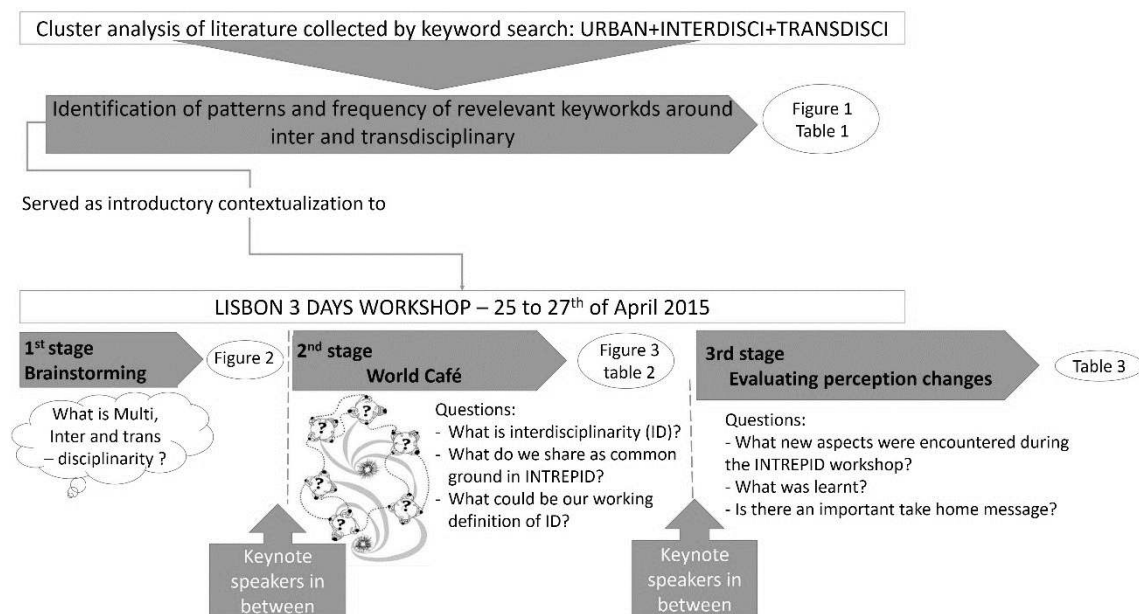 Cluster analysis of literature collected by keyword search: URBAN+INTERDISCI+TRANSDISCI
Identification of patterns and frequency of revelevant keyworkds around
inter and transdisciplinary
Figure 1
Table 1
Served as introductory contextualization to
LISBON 3 DAYS WORKSHOP – 25 to 27th of April 2015
1st stage
Brainstorming
Figure 2
What is Multi,
Inter and trans
– disciplinarity ?
2nd stage
World Café
Figure 3
table 2
? ? ? ? ? ?
Questions:
- What is interdisciplinarity (ID)?
- What do we share as common
ground in INTREPID?
- What could be our working
definition of ID?
3rd stage
Evaluating perception changes
Table 3
Questions:
- What new aspects were encountered during
the INTREPID workshop?
- What was learnt?
- Is there an important take home message?
Keynote
speakers in
between
Keynote
speakers in
between